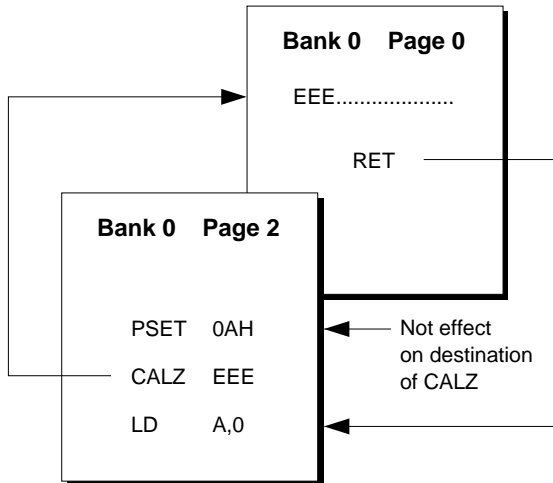 Bank 0 Page 0
EEE....................
RET
Bank 0 Page 2
PSET 0AH
CALZ EEE
LD A,0
Not effect
on destination
of CALZ